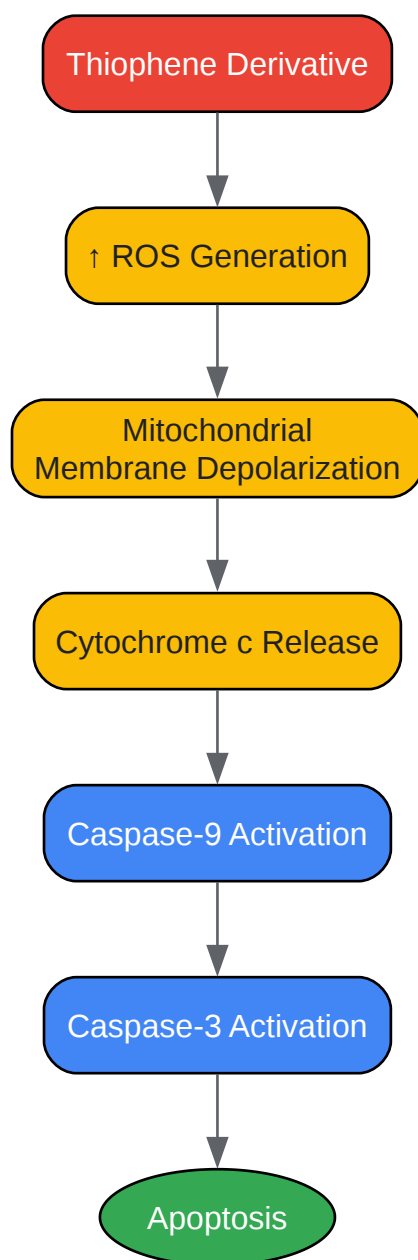 Thiophene Derivative
↑ ROS Generation
Mitochondrial
Membrane Depolarization
Cytochrome c Release
Caspase-9 Activation
Caspase-3 Activation
Apoptosis